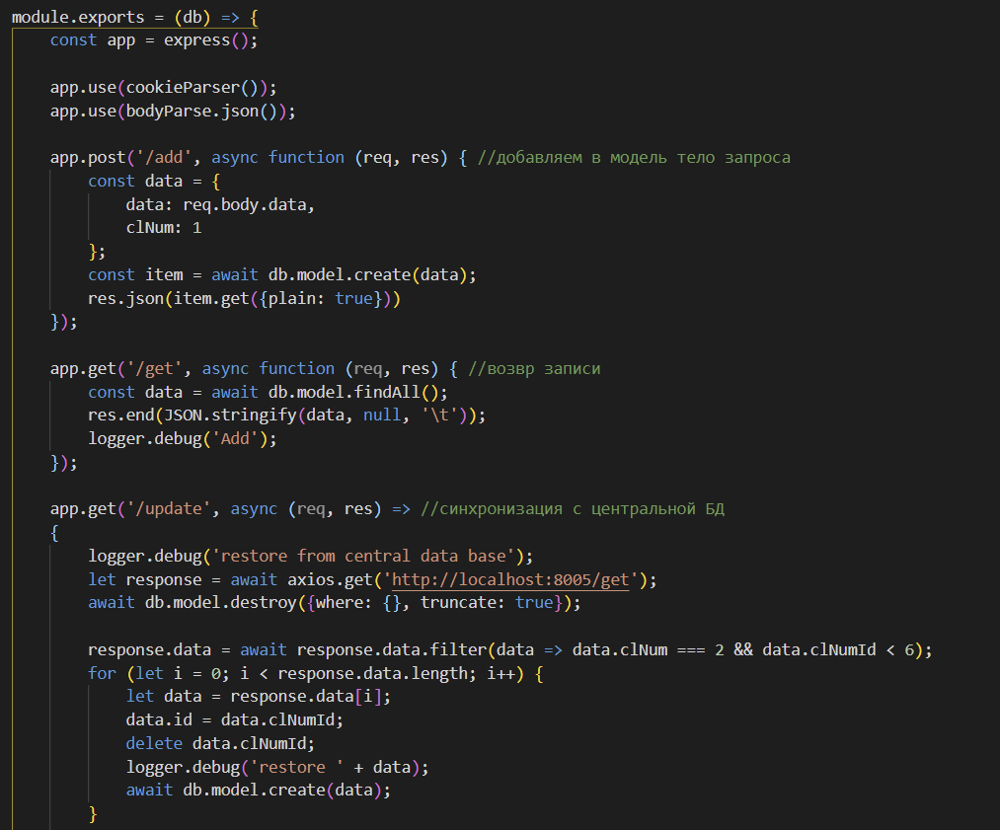 module.exports = (db) => {
const app = express();
app.use(cookieParser());
app.use(bodyParse.json());
app.post('/add', async function (req, res) { //добавляем в модель тело запроса
const data = {
data: req.body.data,
clNum: 1
};
const item = await db.model.create(data);
res.json(item.get({plain: true}))
});
app.get('/get', async function (req, res) { //возвр записи
const data = await db.model.findAll();
res.end(JSON.stringify(data, null, '\t'));
logger.debug('Add');
});
app.get('/update', async (req, res) => //синхронизация с центральной БД
{
logger.debug('restore from central data base');
let response = await axios.get('http://localhost:8005/get');
await db.model.destroy({where: {}, truncate: true});
response.data = await response.data.filter(data => data.clNum === 2 && data.clNumId < 6);
for (let i = 0; i < response.data.length; i++) {
let data = response.data[i];
data.id = data.clNumId;
delete data.clNumId;
logger.debug('restore ' + data);
await db.model.create(data);
}